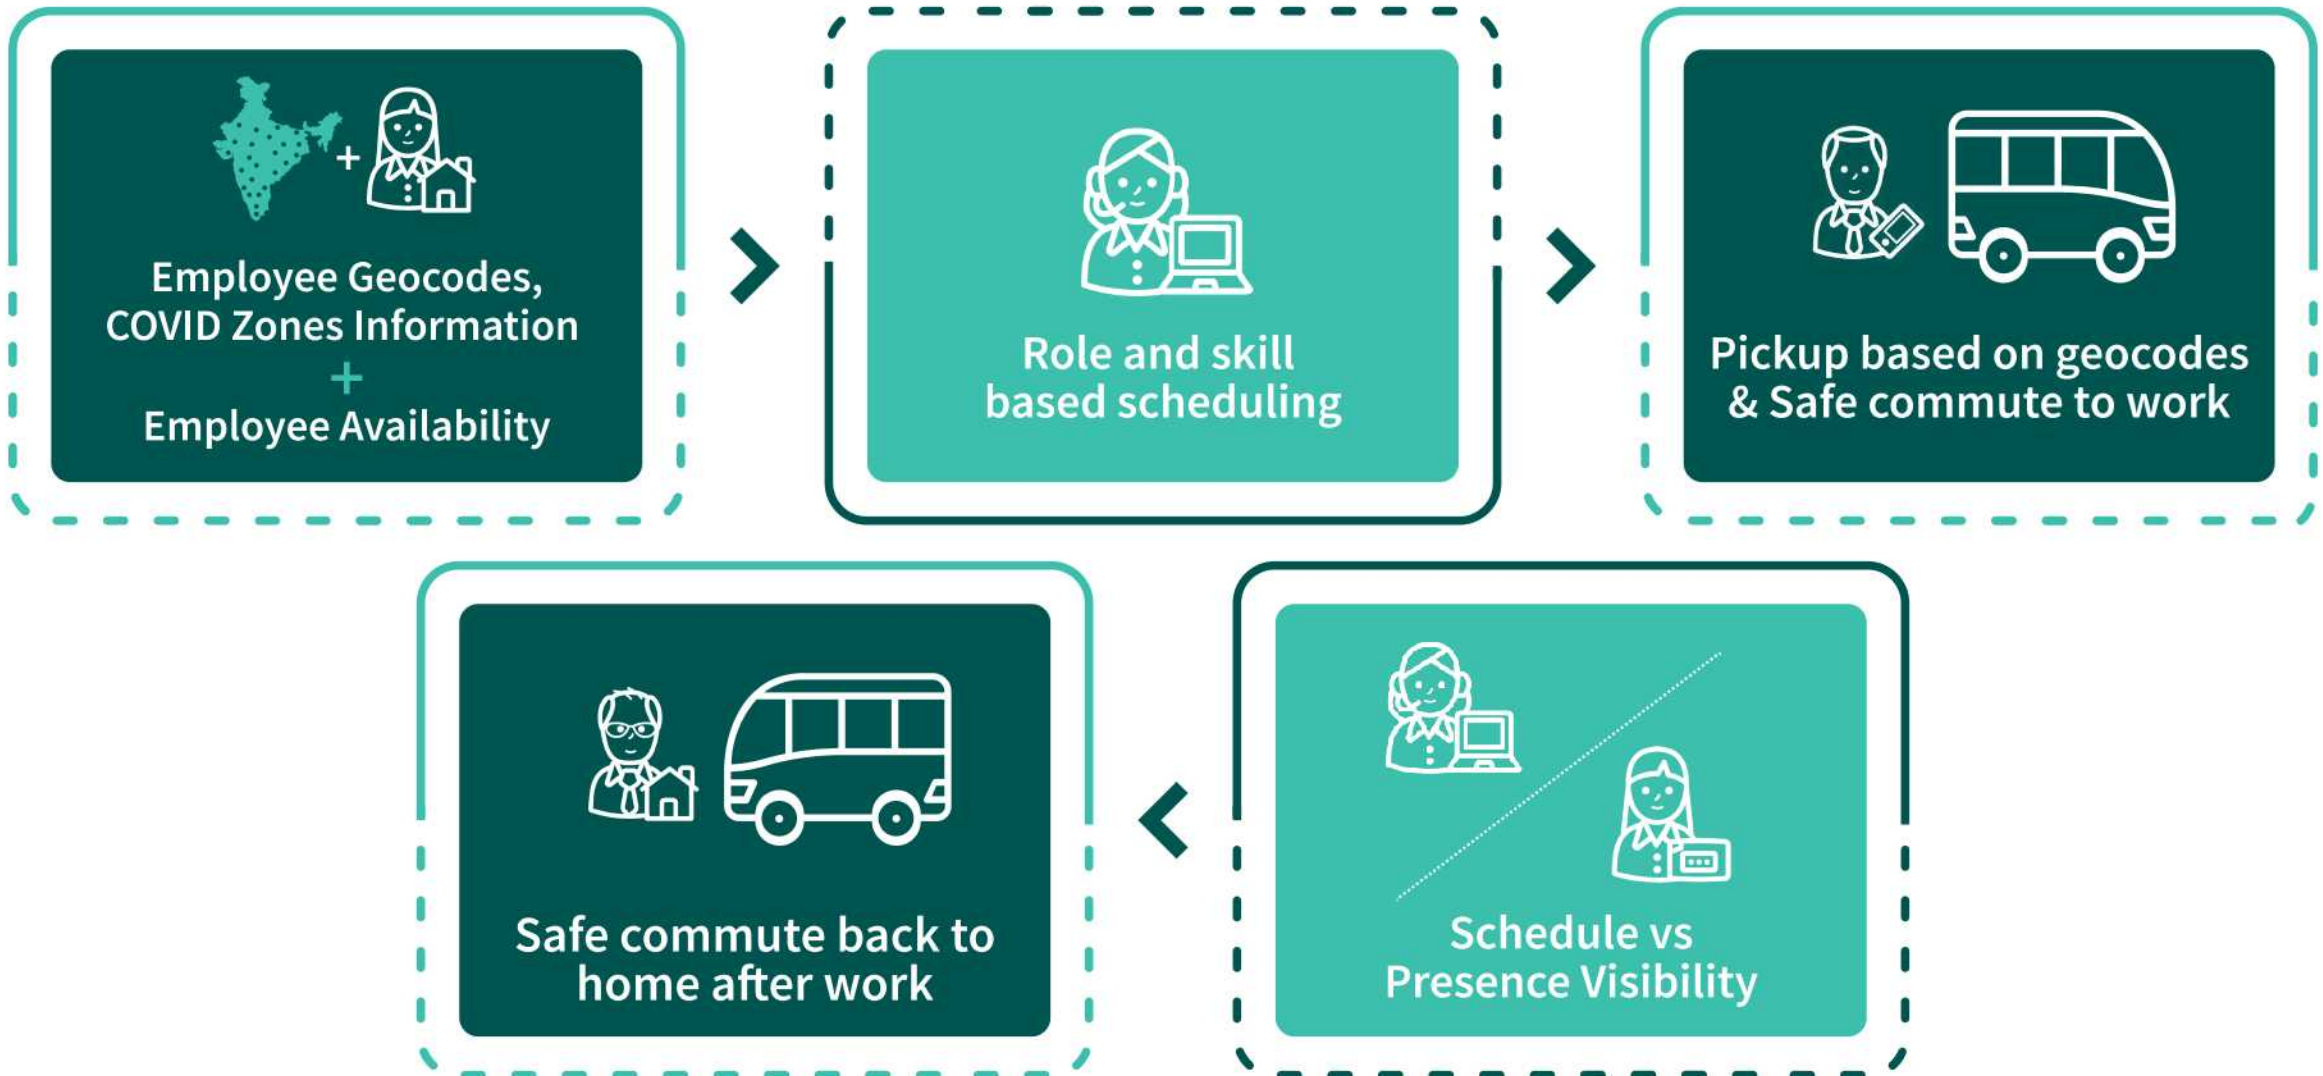 Employee Geocodes,
COVID Zones Information
+
Employee Availability
Role and skill
based scheduling
Pickup based on geocodes
& Safe commute to work
Schedule vs
Presence Visibility
Safe commute back to
home after work